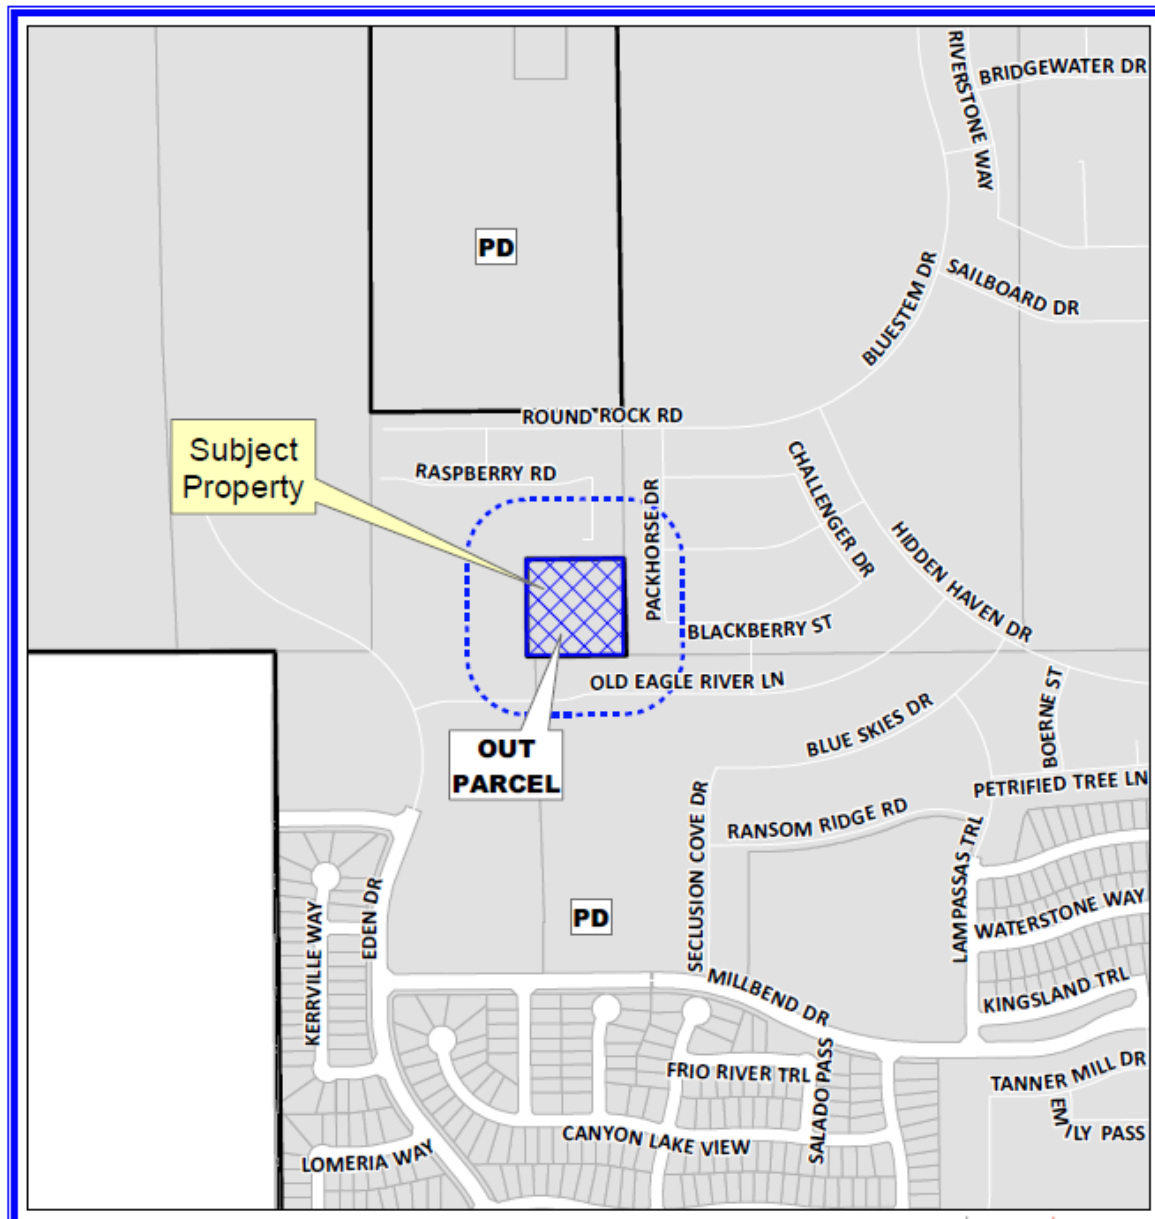 RIVERSTONE WAY
BRIDGEWATER DR
PD
BLUESTEM DR
SAILBOARD DR
ROUND ROCK RD
Subject
Property
RASPBERRY RD
PACKHORSE DR
CHALLENGER DR
HIDDEN HAVEN DR
BLACKBERRY ST
OLD EAGLE RIVER LN
BLUE SKIES DR
BOERNE ST
OUT
PARCEL
PETRIFIED TREE LN
SECLUSION COVE DR
RANSOM RIDGE RD
LAMPASSAS TRL
KERRVILLE WAY
EDEN DR
PD
WATERSTONE WAY
MILLBEND DR
KINGSLAND TRL
FRIO RIVER TRL
SALADO PASS
TANNER MILL DR
EMILY PASS
CANYON LAKE VIEW
LOMERIA WAY